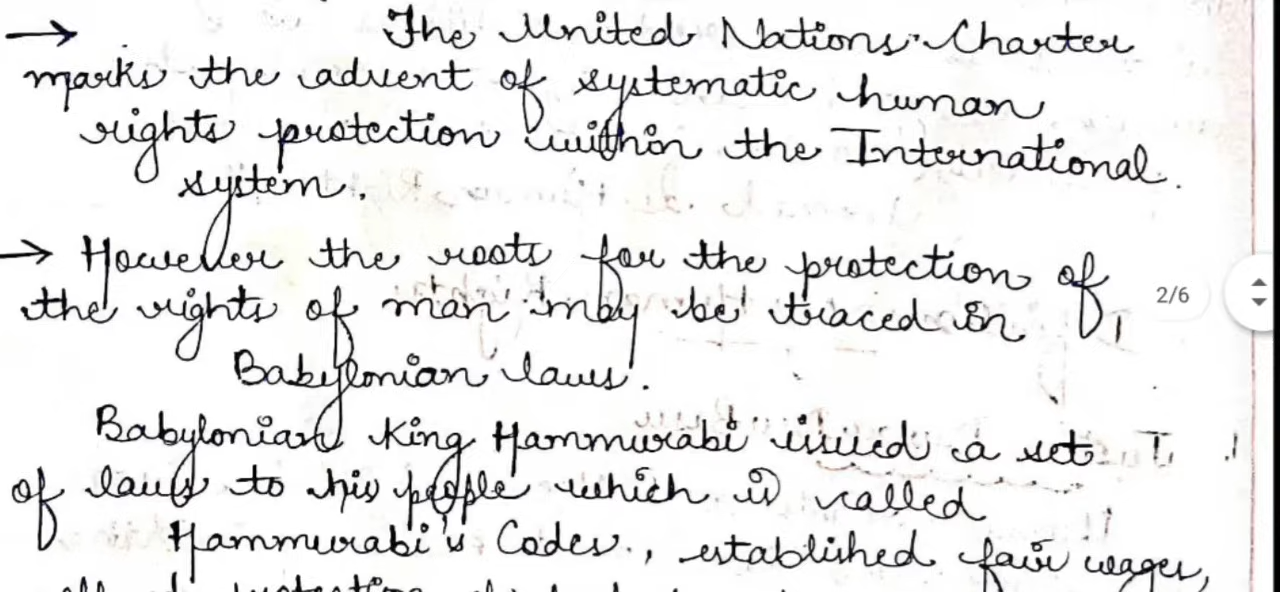 → The United Nations Charter
marks the advent of systematic human
rights protection within the International
system.
→ However the roots for the protection of
the rights of man may be traced in
Babylonian laws.
Babylonian King Hammurabi issued a set
of laws to his people which is called
Hammurabi's Codes, established fair wages,
2/6